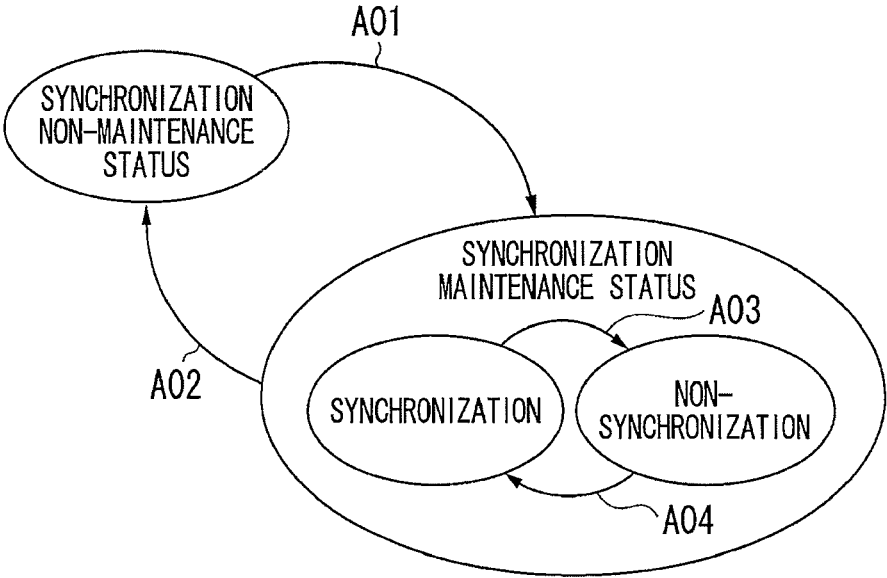 A01
SYNCHRONIZATION
NON-MAINTENANCE
STATUS
SYNCHRONIZATION
MAINTENANCE STATUS
A03
A02
SYNCHRONIZATION
NON-
SYNCHRONIZATION
A04